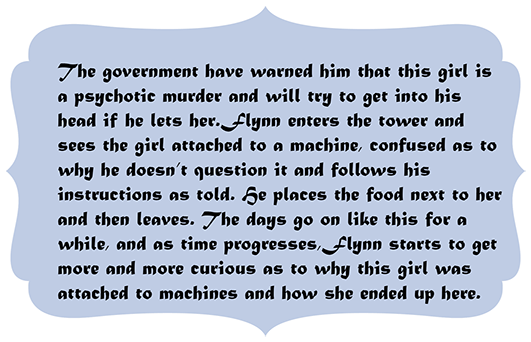 The government have warned him that this girl is
a psychotic murder and will try to get into his
head if he lets her.Flynn enters the tower and
sees the girl attached to a machine, confused as to
why he doesn't question it and follows his
instructions as told. He places the food next to her
and then leaves. The days go on like this for a
while, and as time progresses,Flynn starts to get
more and more curious as to why this girl was
attached to machines and how she ended up here.